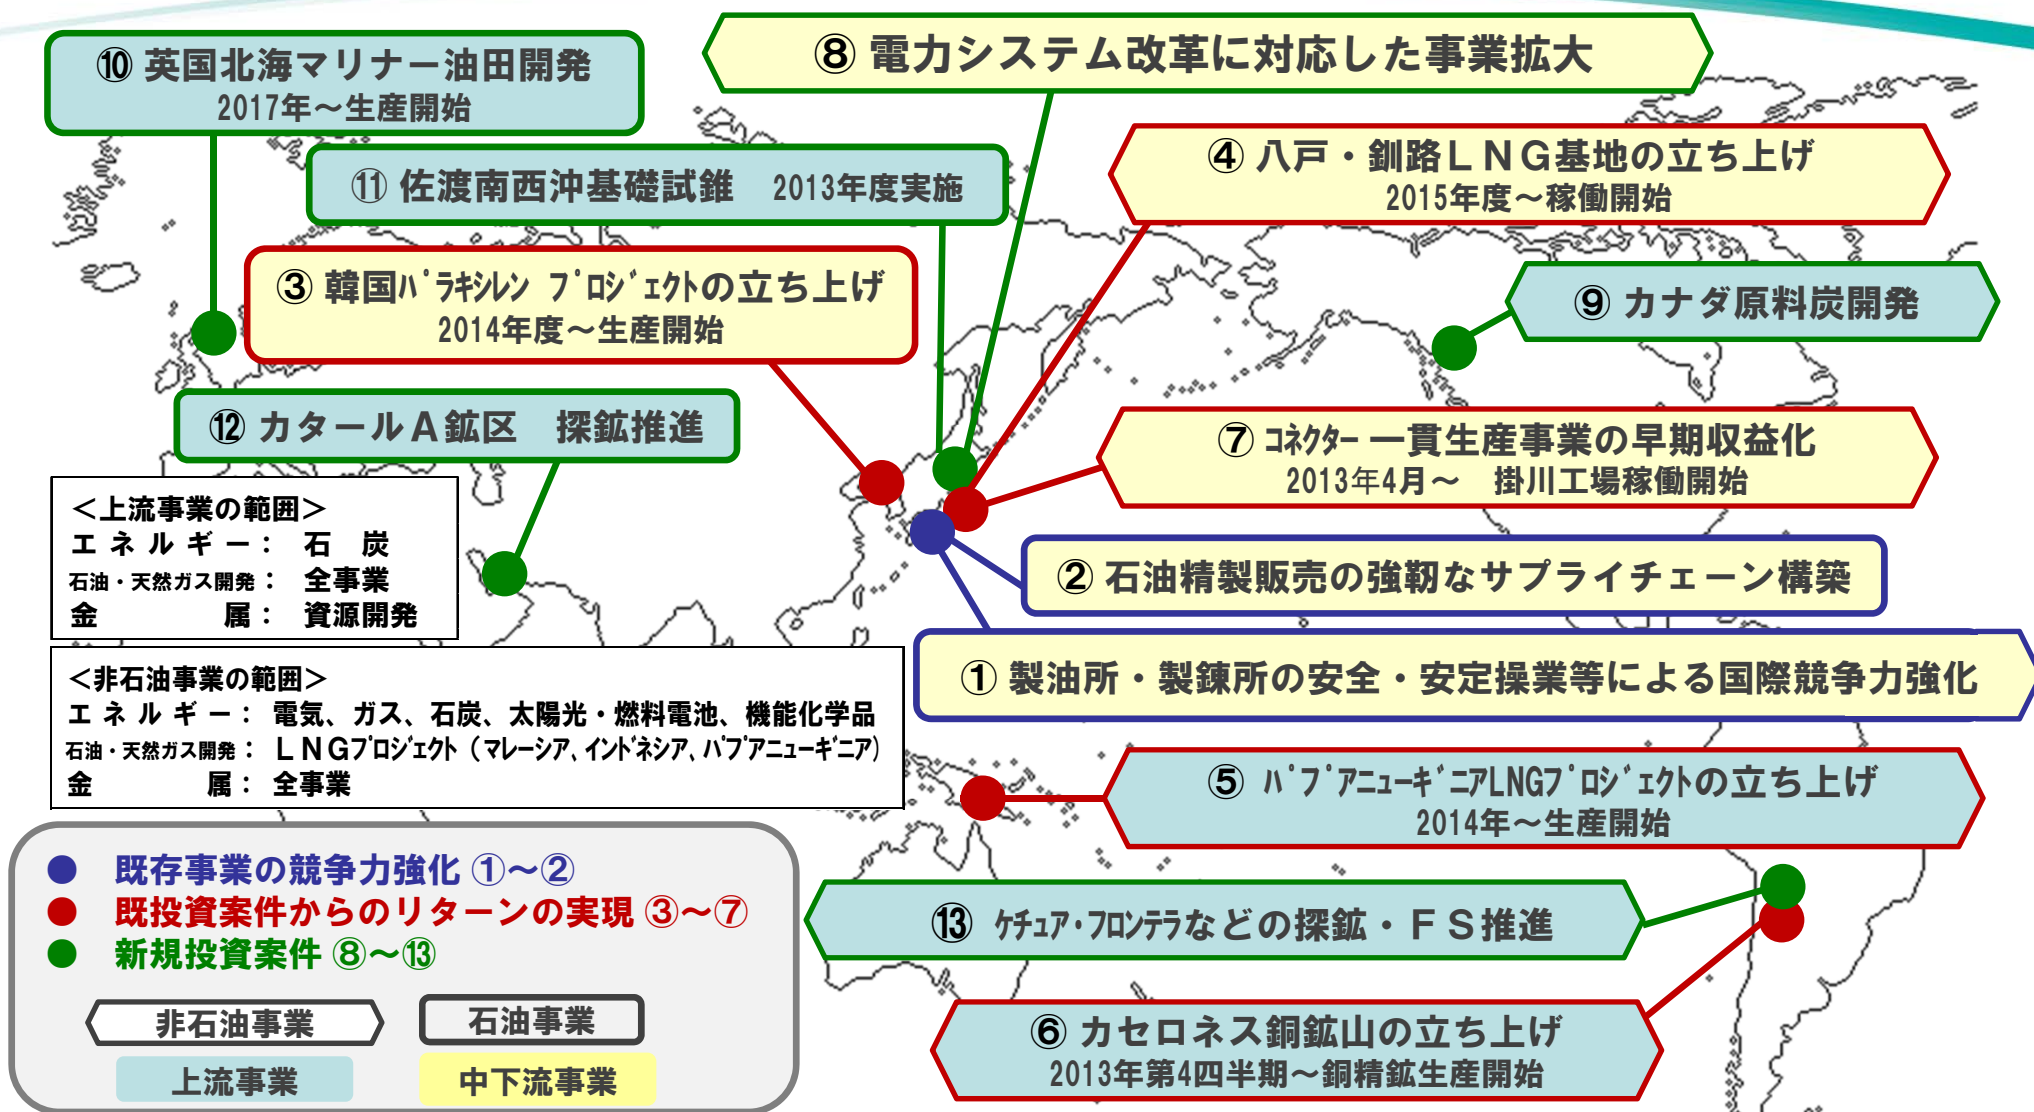 ⑩ 英国北海マリナー油田開発
2017年～生産開始
⑧ 電力システム改革に対応した事業拡大
⑪ 佐渡南西沖基礎試錐　2013年度実施
④ 八戸・釧路ＬＮＧ基地の立ち上げ
2015年度～稼働開始
③ 韓国ﾊﾟﾗｷｼﾚﾝ ﾌﾟﾛｼﾞｪｸﾄの立ち上げ
2014年度～生産開始
⑨ カナダ原料炭開発
⑫ カタールＡ鉱区　探鉱推進
⑦ ｺﾈｸﾀｰ 一貫生産事業の早期収益化
2013年4月～　掛川工場稼働開始
＜上流事業の範囲＞
エ ネ ル ギ ー： 石　炭
石油・天然ガス開発： 全事業
金　　　　属： 資源開発
② 石油精製販売の強靭なサプライチェーン構築
① 製油所・製錬所の安全・安定操業等による国際競争力強化
＜非石油事業の範囲＞
エ ネ ル ギ ー： 電気、ガス、石炭、太陽光・燃料電池、機能化学品
石油・天然ガス開発： ＬＮＧﾌﾟﾛｼﾞｪｸﾄ（ﾏﾚｰｼｱ､ｲﾝﾄﾞﾈｼｱ､ﾊﾟﾌﾟｱﾆｭｰｷﾞﾆｱ）
金　　　　属： 全事業
⑤ ﾊﾟﾌﾟｱﾆｭｰｷﾞﾆｱLNGﾌﾟﾛｼﾞｪｸﾄの立ち上げ
2014年～生産開始
● 既存事業の競争力強化 ①～②
● 既投資案件からのリターンの実現 ③～⑦
● 新規投資案件 ⑧～⑬
非石油事業
石油事業
上流事業
中下流事業
⑬ ｹﾁｭｱ･ﾌﾛﾝﾃﾗなどの探鉱・ＦＳ推進
⑥ カセロネス銅鉱山の立ち上げ
2013年第4四半期～銅精鉱生産開始